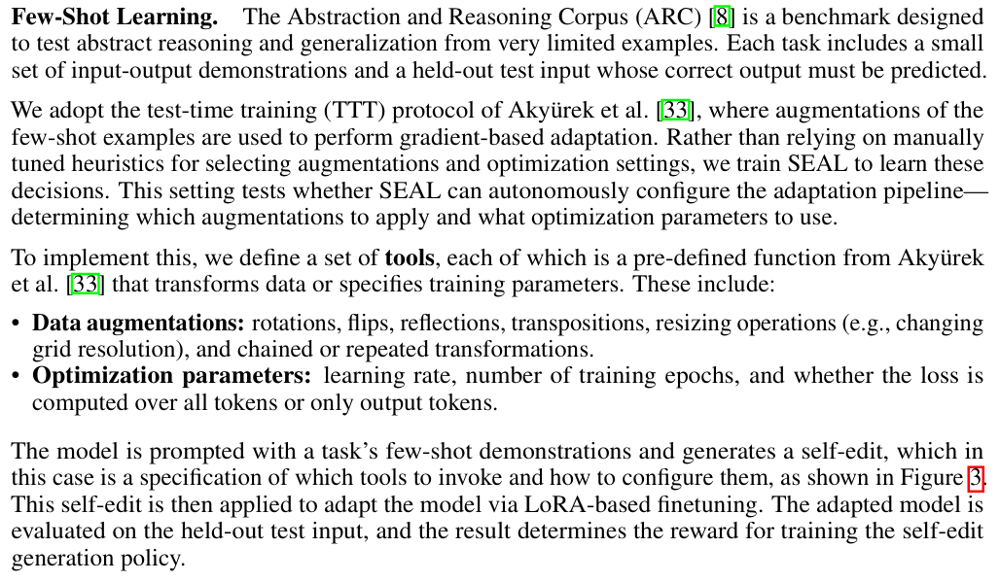 Few-Shot Learning. The Abstraction and Reasoning Corpus (ARC) [8] is a benchmark designed
to test abstract reasoning and generalization from very limited examples. Each task includes a small
set of input-output demonstrations and a held-out test input whose correct output must be predicted.
We adopt the test-time training (TTT) protocol of Akyürek et al. [33], where augmentations of the
few-shot examples are used to perform gradient-based adaptation. Rather than relying on manually
tuned heuristics for selecting augmentations and optimization settings, we train SEAL to learn these
decisions. This setting tests whether SEAL can autonomously configure the adaptation pipeline—
determining which augmentations to apply and what optimization parameters to use.
To implement this, we define a set of tools, each of which is a pre-defined function from Akyürek
et al. [33] that transforms data or specifies training parameters. These include:
• Data augmentations: rotations, flips, reflections, transpositions, resizing operations (e.g., changing
grid resolution), and chained or repeated transformations.
• Optimization parameters: learning rate, number of training epochs, and whether the loss is
computed over all tokens or only output tokens.
The model is prompted with a task's few-shot demonstrations and generates a self-edit, which in
this case is a specification of which tools to invoke and how to configure them, as shown in Figure 3.
This self-edit is then applied to adapt the model via LoRA-based finetuning. The adapted model is
evaluated on the held-out test input, and the result determines the reward for training the self-edit
generation policy.